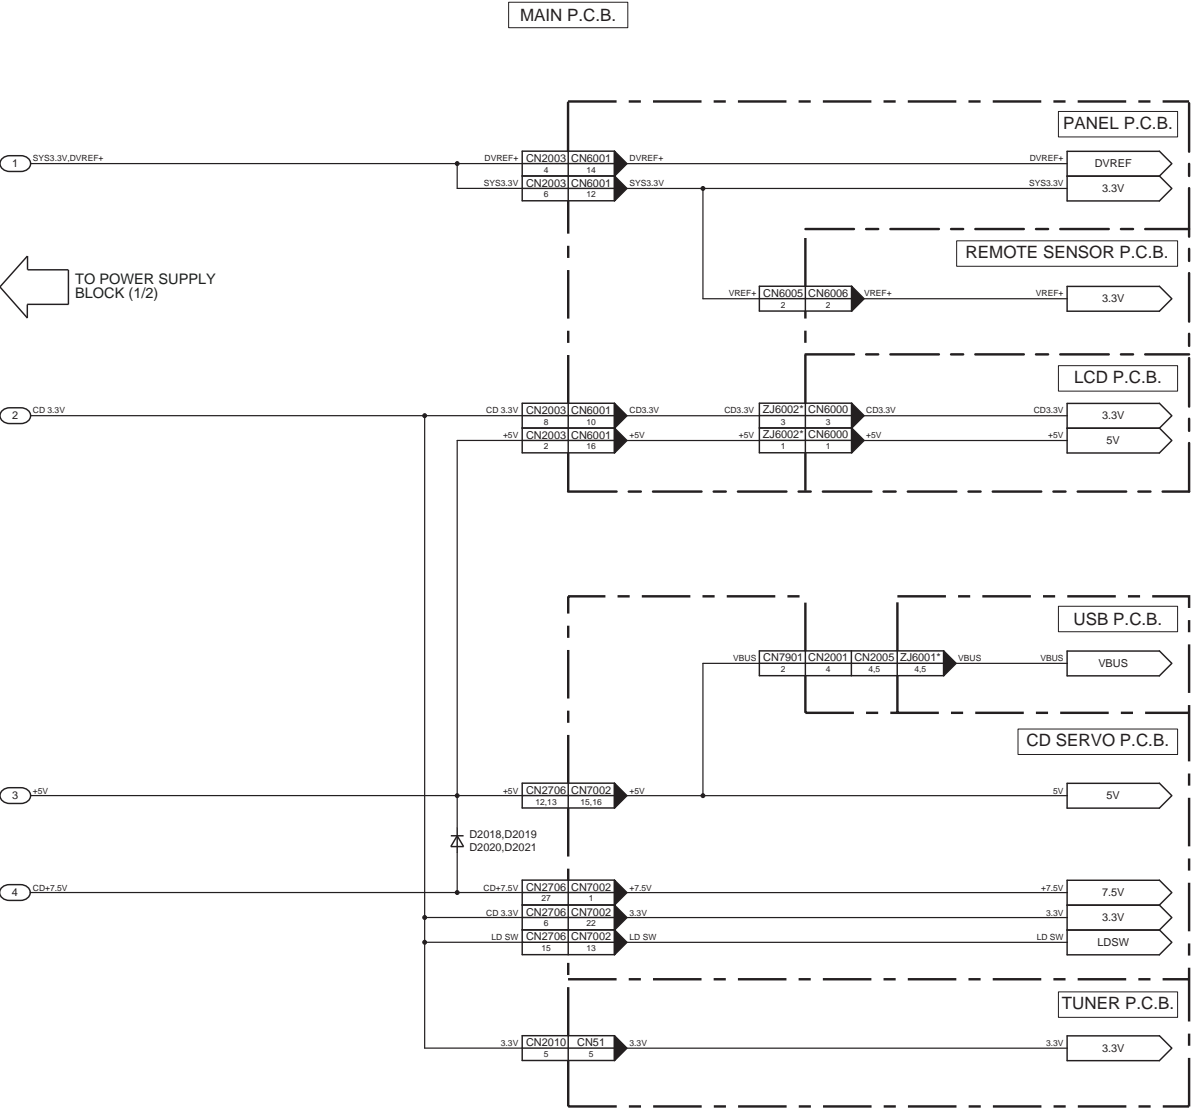 MAIN P.C.B.
PANEL P.C.B.
1 SYS3.3V,DVREF+ DVREF+ CN2003 CN6001 DVREF+ DVREF+ DVREF
4 14
SYS3.3V CN2003 CN6001 SYS3.3V SYS3.3V 3.3V
6 12
REMOTE SENSOR P.C.B.
TO POWER SUPPLY
BLOCK (1/2)
VREF+ CN6005 CN6006 VREF+ VREF+ 3.3V
2 2
LCD P.C.B.
2 CD 3.3V CD 3.3V CN2003 CN6001 CD3.3V CD3.3V ZJ6002* CN6000 CD3.3V CD3.3V 3.3V
8 10 3 3
+5V CN2003 CN6001 +5V +5V ZJ6002* CN6000 +5V +5V 5V
2 16 1 1
USB P.C.B.
VBUS CN7901 CN2001 CN2005 ZJ6001* VBUS VBUS VBUS
2 4 4,5 4,5
CD SERVO P.C.B.
3 +5V +5V CN2706 CN7002 +5V 5V 5V
12,13 15,16
D2018,D2019
D2020,D2021
4 CD+7.5V CD+7.5V CN2706 CN7002 +7.5V +7.5V 7.5V
27 1
CD 3.3V CN2706 CN7002 3.3V 3.3V 3.3V
6 22
LD SW CN2706 CN7002 LD SW LD SW LDSW
15 13
TUNER P.C.B.
3.3V CN2010 CN51 3.3V 3.3V 3.3V
5 5